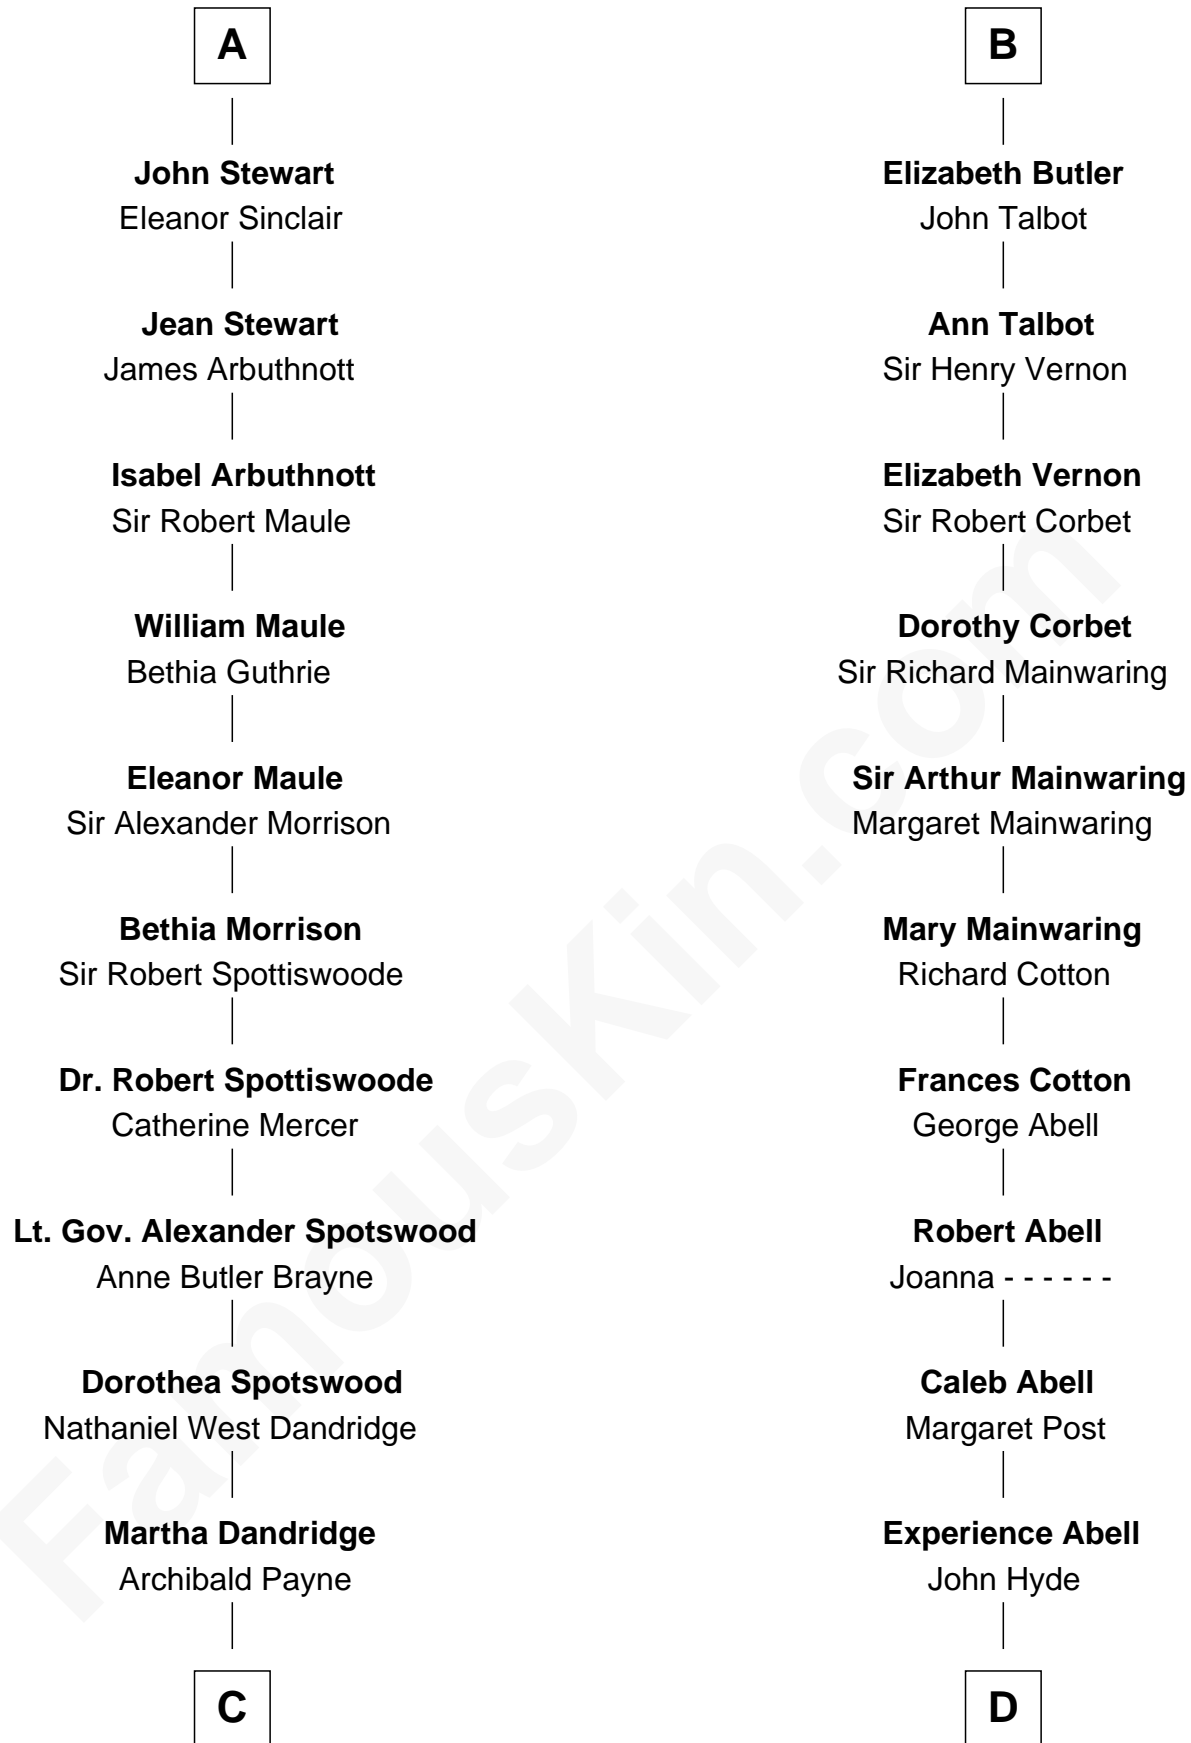 A
John Stewart
Eleanor Sinclair
Jean Stewart
James Arbuthnott
Isabel Arbuthnott
Sir Robert Maule
William Maule
Bethia Guthrie
Eleanor Maule
Sir Alexander Morrison
Bethia Morrison
Sir Robert Spottiswoode
Dr. Robert Spottiswoode
Catherine Mercer
Lt. Gov. Alexander Spotswood
Anne Butler Brayne
Dorothea Spotswood
Nathaniel West Dandridge
Martha Dandridge
Archibald Payne
C
B
Elizabeth Butler
John Talbot
Ann Talbot
Sir Henry Vernon
Elizabeth Vernon
Sir Robert Corbet
Dorothy Corbet
Sir Richard Mainwaring
Sir Arthur Mainwaring
Margaret Mainwaring
Mary Mainwaring
Richard Cotton
Frances Cotton
George Abell
Robert Abell
Joanna - - - - - -
Caleb Abell
Margaret Post
Experience Abell
John Hyde
D
FamousKin.com